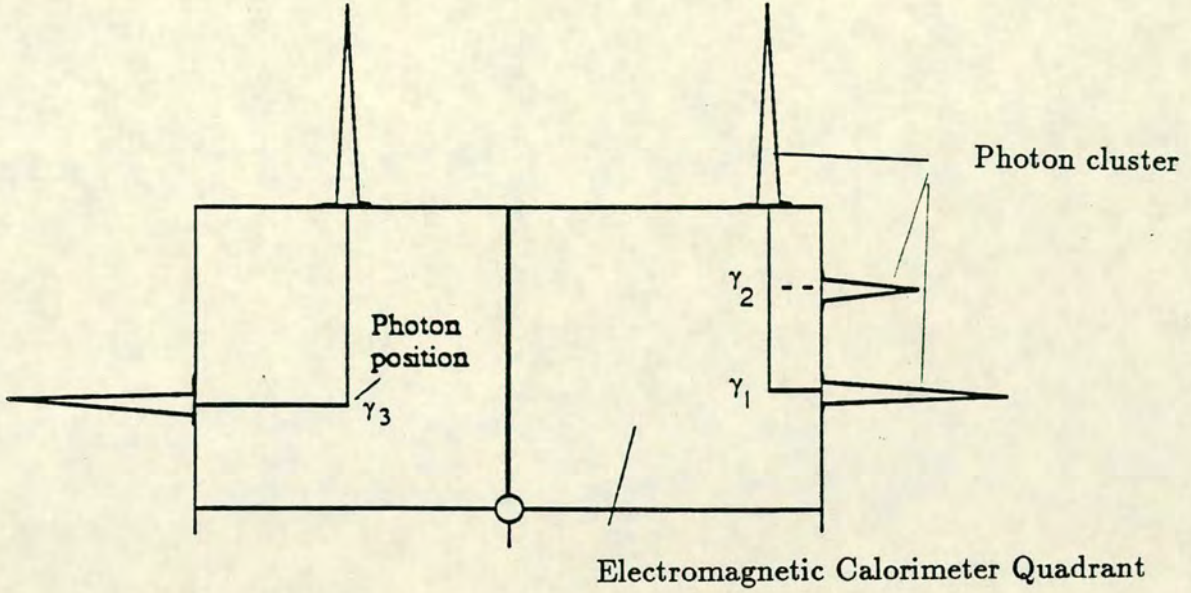 Photon cluster
γ2
Photon
position
γ1
γ3
Electromagnetic Calorimeter Quadrant